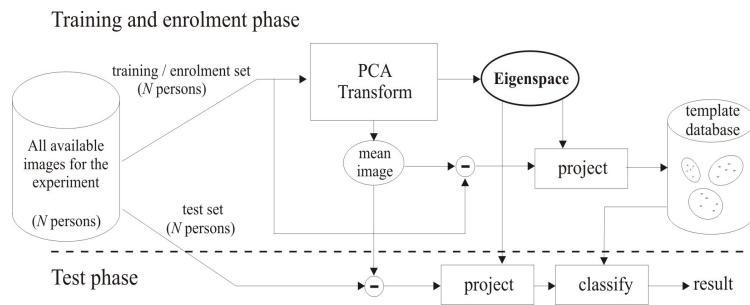 Training and enrolment phase
training / enrolment set
(N persons)
PCA
Transform
Eigenspace
template
database
All available
images for the
experiment
(N persons)
mean
image
-
project
test set
(N persons)
Test phase
-
project
classify
result